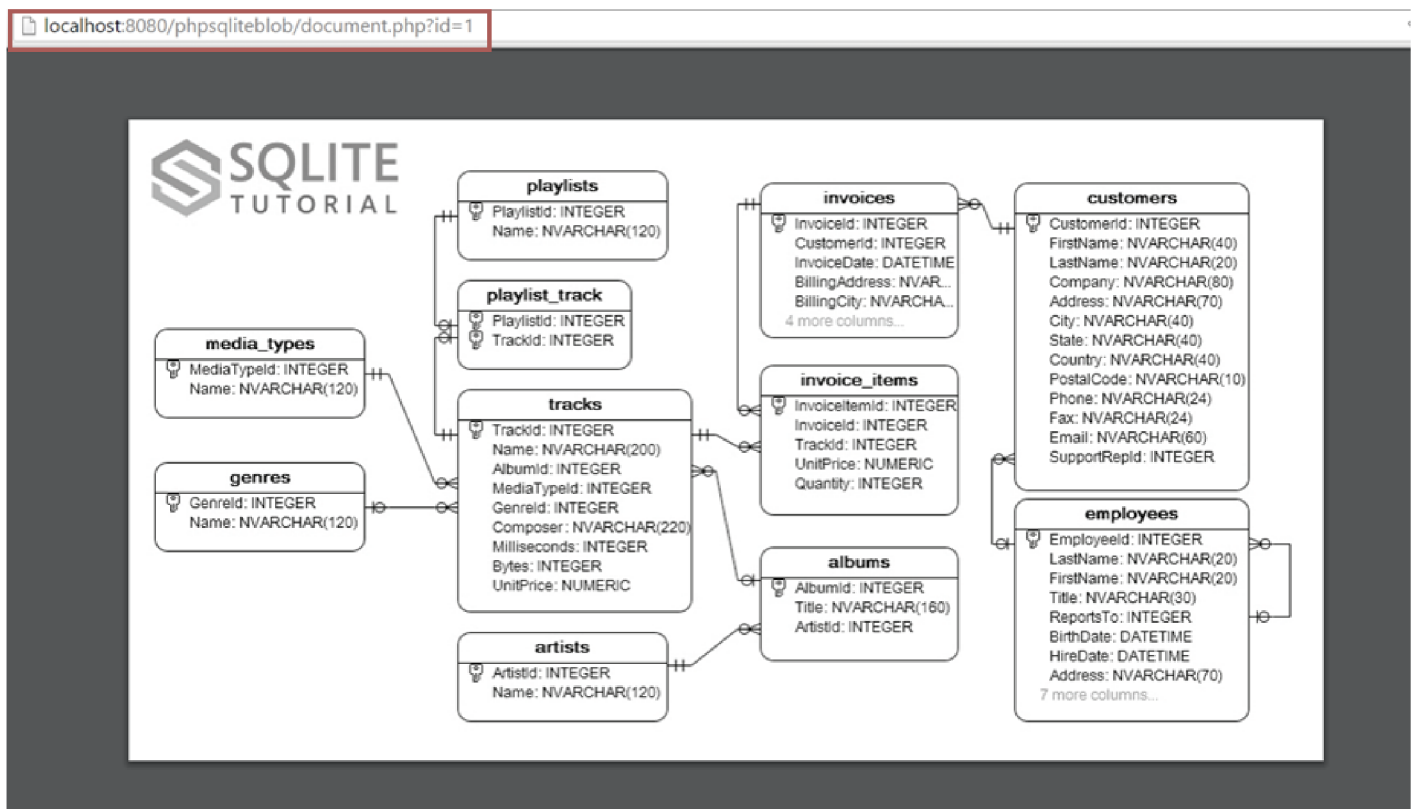 localhost:8080/phpsqliteblob/document.php?id=1
SQLITE
TUTORIAL
playlists
PlaylistId: INTEGER
Name: NVARCHAR(120)
playlist_track
PlaylistId: INTEGER
TrackId: INTEGER
media_types
MediaTypeId: INTEGER
Name: NVARCHAR(120)
genres
GenreId: INTEGER
Name: NVARCHAR(120)
tracks
TrackId: INTEGER
Name: NVARCHAR(200)
AlbumId: INTEGER
MediaTypeId: INTEGER
GenreId: INTEGER
Composer: NVARCHAR(220)
Milliseconds: INTEGER
Bytes: INTEGER
UnitPrice: NUMERIC
artists
ArtistId: INTEGER
Name: NVARCHAR(120)
invoices
InvoiceId: INTEGER
CustomerId: INTEGER
InvoiceDate: DATETIME
BillingAddress: NVAR...
BillingCity: NVARCHA...
4 more columns...
invoice_items
InvoiceItemId: INTEGER
InvoiceId: INTEGER
TrackId: INTEGER
UnitPrice: NUMERIC
Quantity: INTEGER
albums
AlbumId: INTEGER
Title: NVARCHAR(160)
ArtistId: INTEGER
customers
CustomerId: INTEGER
FirstName: NVARCHAR(40)
LastName: NVARCHAR(20)
Company: NVARCHAR(80)
Address: NVARCHAR(70)
City: NVARCHAR(40)
State: NVARCHAR(40)
Country: NVARCHAR(40)
PostalCode: NVARCHAR(10)
Phone: NVARCHAR(24)
Fax: NVARCHAR(24)
Email: NVARCHAR(60)
SupportRepId: INTEGER
employees
EmployeeId: INTEGER
LastName: NVARCHAR(20)
FirstName: NVARCHAR(20)
Title: NVARCHAR(30)
ReportsTo: INTEGER
BirthDate: DATETIME
HireDate: DATETIME
Address: NVARCHAR(70)
7 more columns...